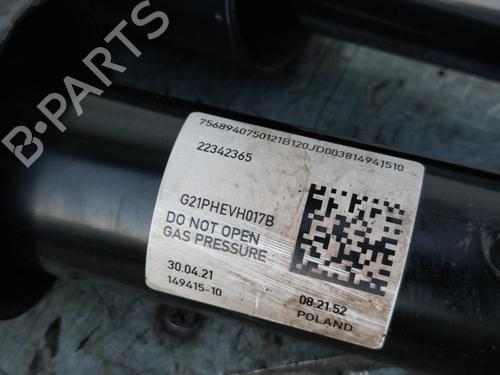 7568940750121B120JD003814941510
22342365
G21PHEVH017B
DO NOT OPEN
GAS PRESSURE
30.04.21
149415-10
08:21:52
POLAND
B-PARTS